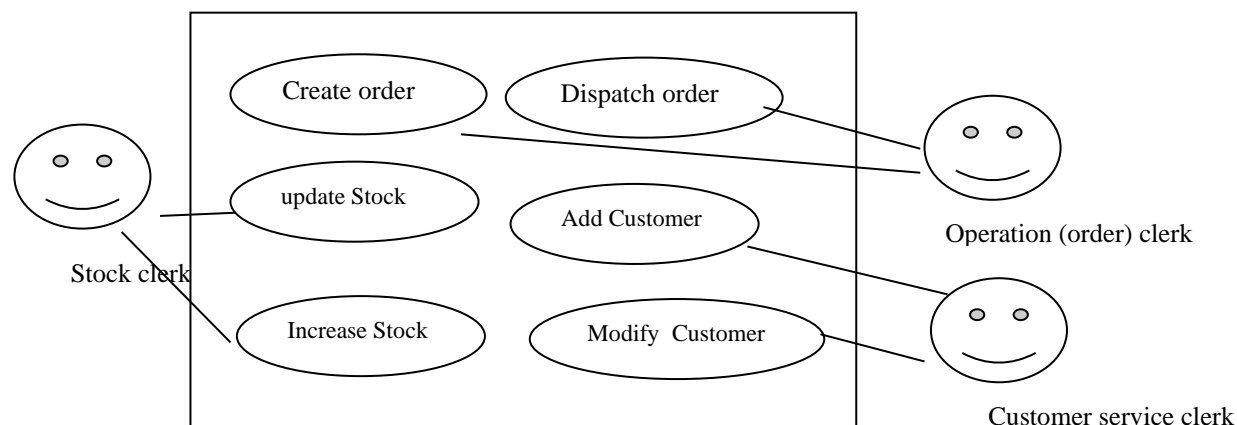 Create order
Dispatch order
update Stock
Add Customer
Operation (order) clerk
Stock clerk
Increase Stock
Modify Customer
Customer service clerk